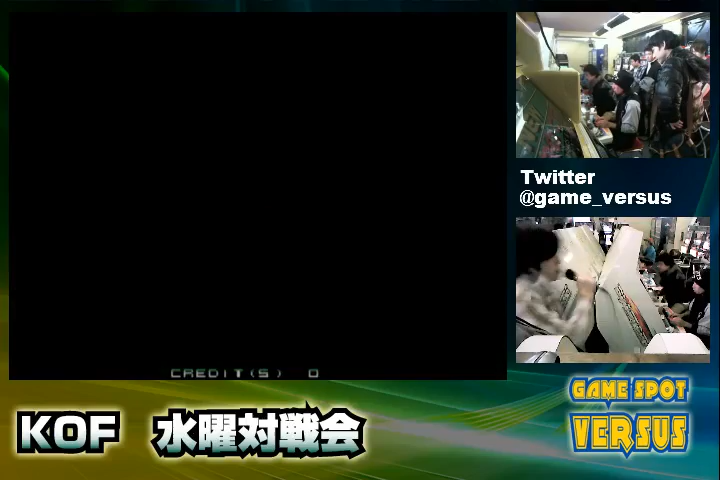 Twitter
@game_versus
CREDIT(S) 0
GAME SPOT
VERSUS
KOF 水曜対戦会